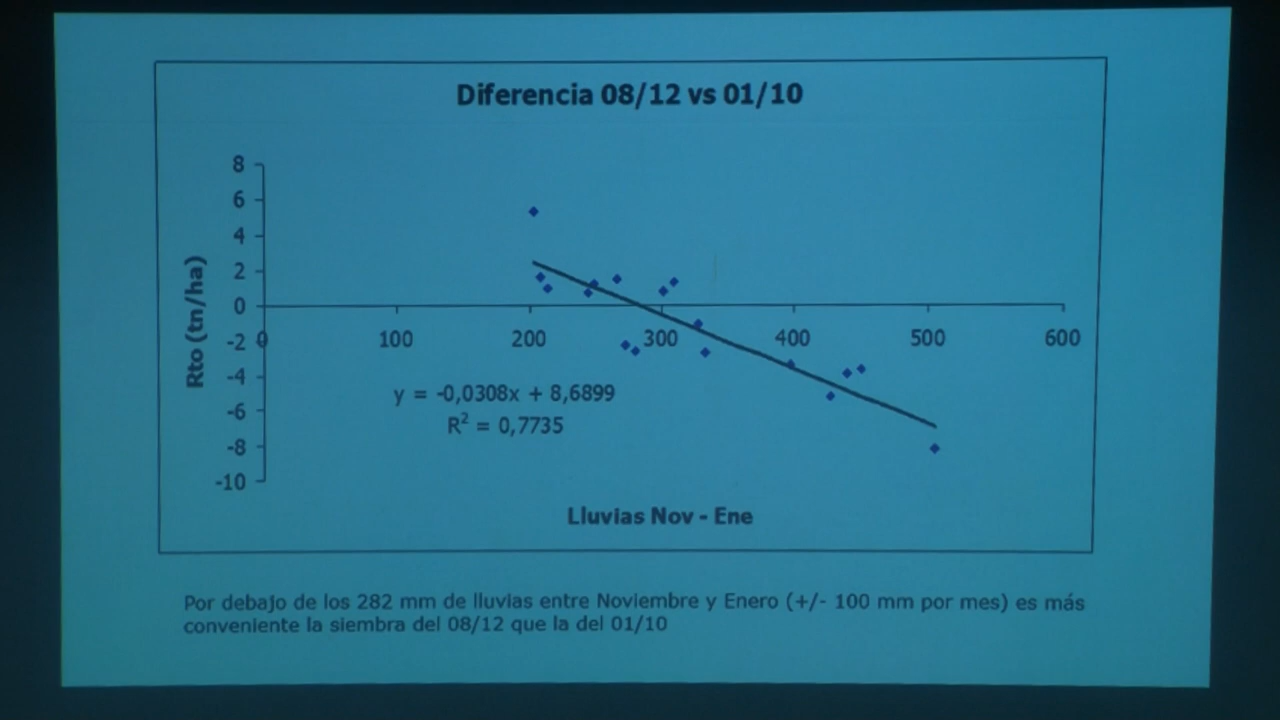 Diferencia 08/12 vs 01/10
8
6
4
2
0
-2
-4
-6
-8
-10
Rto (tn/ha)
0 100 200 300 400 500 600
y = -0,0308x + 8,6899
R² = 0,7735
Lluvias Nov - Ene
Por debajo de los 282 mm de lluvias entre Noviembre y Enero (+/- 100 mm por mes) es más
conveniente la siembra del 08/12 que la del 01/10